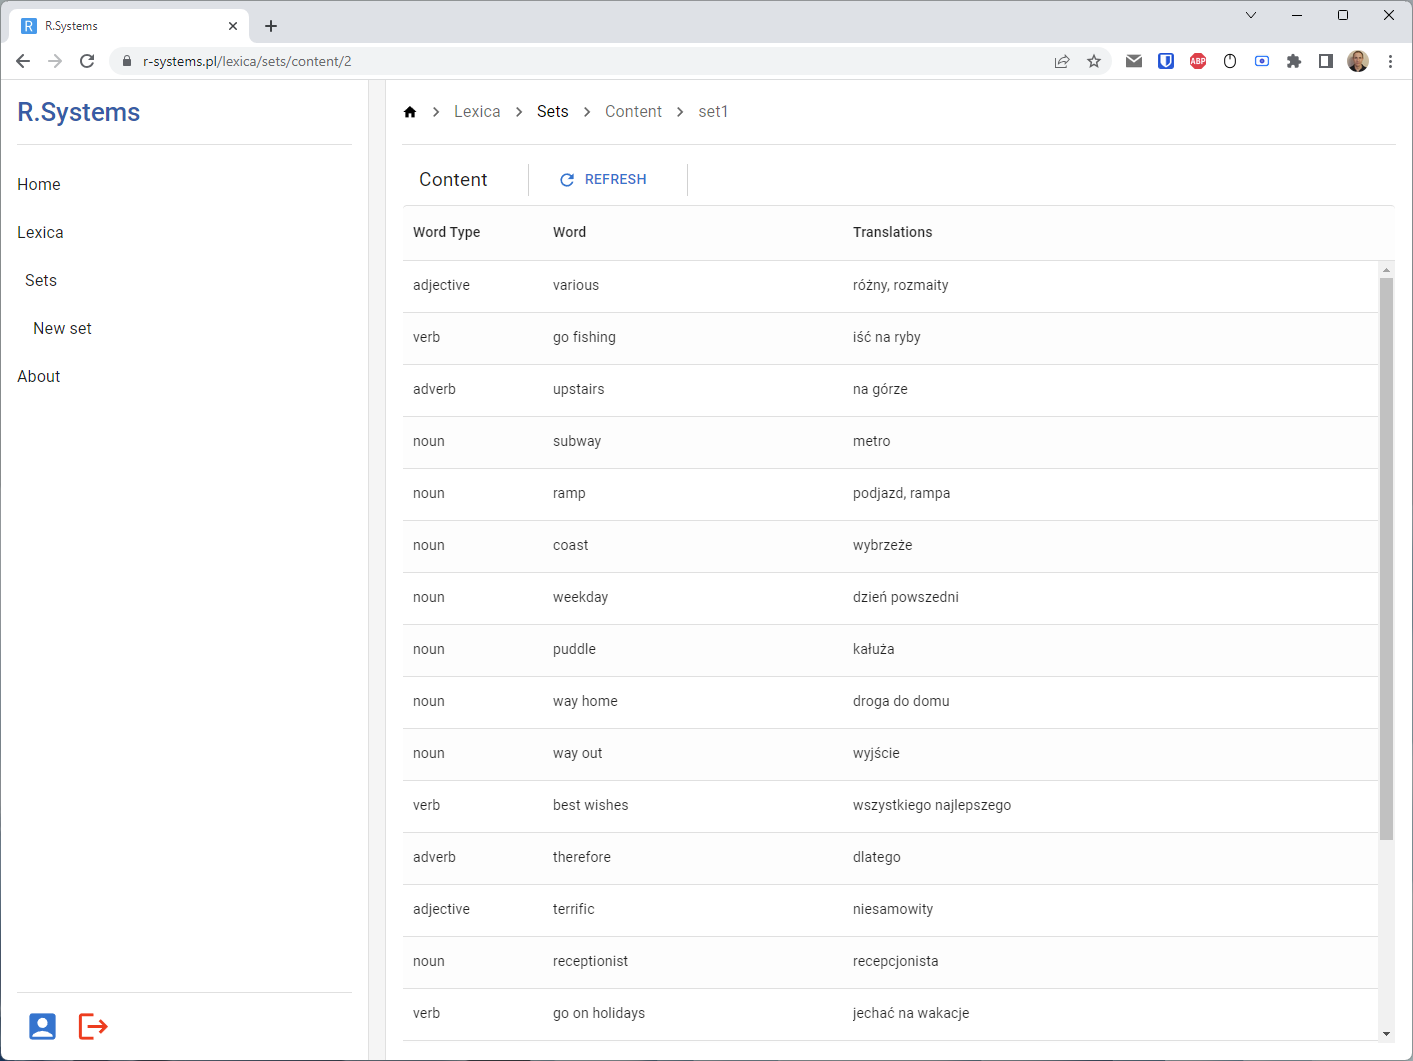 R.Systems
r-systems.pl/lexica/sets/content/2
ABP
R.Systems
Home
Lexica
Sets
New set
About
Lexica > Sets > Content > set1
Content REFRESH
Word Type Word Translations
adjective various różny, rozmaity
verb go fishing iść na ryby
adverb upstairs na górze
noun subway metro
noun ramp podjazd, rampa
noun coast wybrzeże
noun weekday dzień powszedni
noun puddle kałuża
noun way home droga do domu
noun way out wyjście
verb best wishes wszystkiego najlepszego
adverb therefore dlatego
adjective terrific niesamowity
noun receptionist recepcjonista
verb go on holidays jechać na wakacje